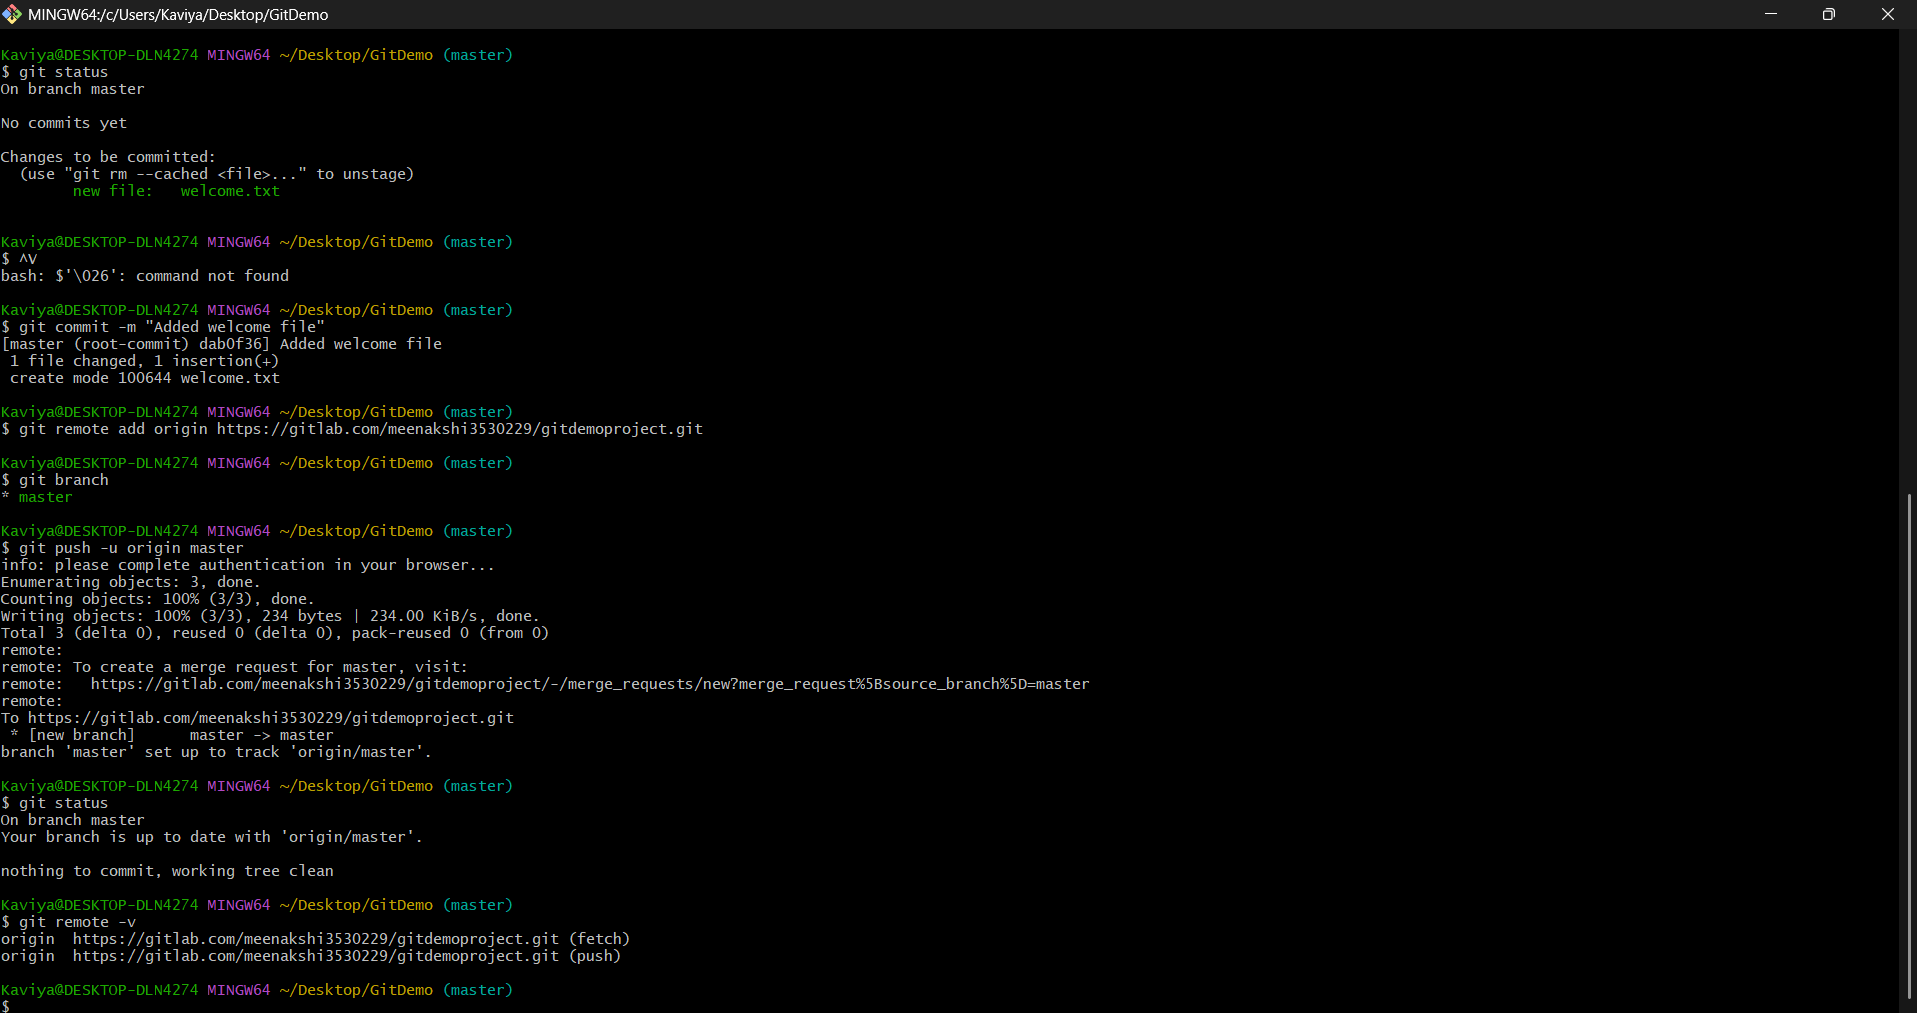 MINGW64:/c/Users/Kaviya/Desktop/GitDemo
Kaviya@DESKTOP-DLN4274 MINGW64 ~/Desktop/GitDemo (master)
$ git status
On branch master
No commits yet
Changes to be committed:
  (use "git rm --cached <file>..." to unstage)
        new file:   welcome.txt
Kaviya@DESKTOP-DLN4274 MINGW64 ~/Desktop/GitDemo (master)
$ ^V
bash: $'\026': command not found
Kaviya@DESKTOP-DLN4274 MINGW64 ~/Desktop/GitDemo (master)
$ git commit -m "Added welcome file"
[master (root-commit) dab0f36] Added welcome file
 1 file changed, 1 insertion(+)
 create mode 100644 welcome.txt
Kaviya@DESKTOP-DLN4274 MINGW64 ~/Desktop/GitDemo (master)
$ git remote add origin https://gitlab.com/meenakshi3530229/gitdemoproject.git
Kaviya@DESKTOP-DLN4274 MINGW64 ~/Desktop/GitDemo (master)
$ git branch
* master
Kaviya@DESKTOP-DLN4274 MINGW64 ~/Desktop/GitDemo (master)
$ git push -u origin master
info: please complete authentication in your browser...
Enumerating objects: 3, done.
Counting objects: 100% (3/3), done.
Writing objects: 100% (3/3), 234 bytes | 234.00 KiB/s, done.
Total 3 (delta 0), reused 0 (delta 0), pack-reused 0 (from 0)
remote:
remote: To create a merge request for master, visit:
remote:   https://gitlab.com/meenakshi3530229/gitdemoproject/-/merge_requests/new?merge_request%5Bsource_branch%5D=master
remote:
To https://gitlab.com/meenakshi3530229/gitdemoproject.git
 * [new branch]      master -> master
branch 'master' set up to track 'origin/master'.
Kaviya@DESKTOP-DLN4274 MINGW64 ~/Desktop/GitDemo (master)
$ git status
On branch master
Your branch is up to date with 'origin/master'.
nothing to commit, working tree clean
Kaviya@DESKTOP-DLN4274 MINGW64 ~/Desktop/GitDemo (master)
$ git remote -v
origin  https://gitlab.com/meenakshi3530229/gitdemoproject.git (fetch)
origin  https://gitlab.com/meenakshi3530229/gitdemoproject.git (push)
Kaviya@DESKTOP-DLN4274 MINGW64 ~/Desktop/GitDemo (master)
$